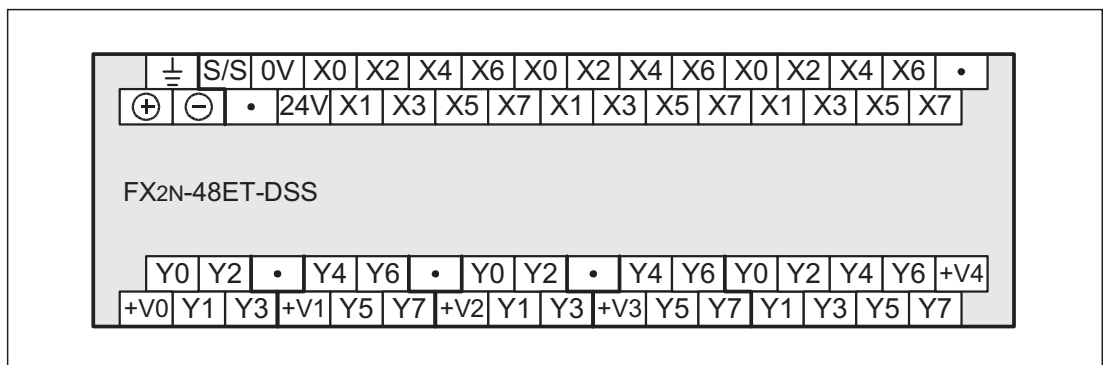 ⏚ S/S 0V X0 X2 X4 X6 X0 X2 X4 X6 X0 X2 X4 X6 •
⊕ ⊖ • 24V X1 X3 X5 X7 X1 X3 X5 X7 X1 X3 X5 X7
FX2N-48ET-DSS
Y0 Y2 • Y4 Y6 • Y0 Y2 • Y4 Y6 Y0 Y2 Y4 Y6 +V4
+V0 Y1 Y3 +V1 Y5 Y7 +V2 Y1 Y3 +V3 Y5 Y7 Y1 Y3 Y5 Y7